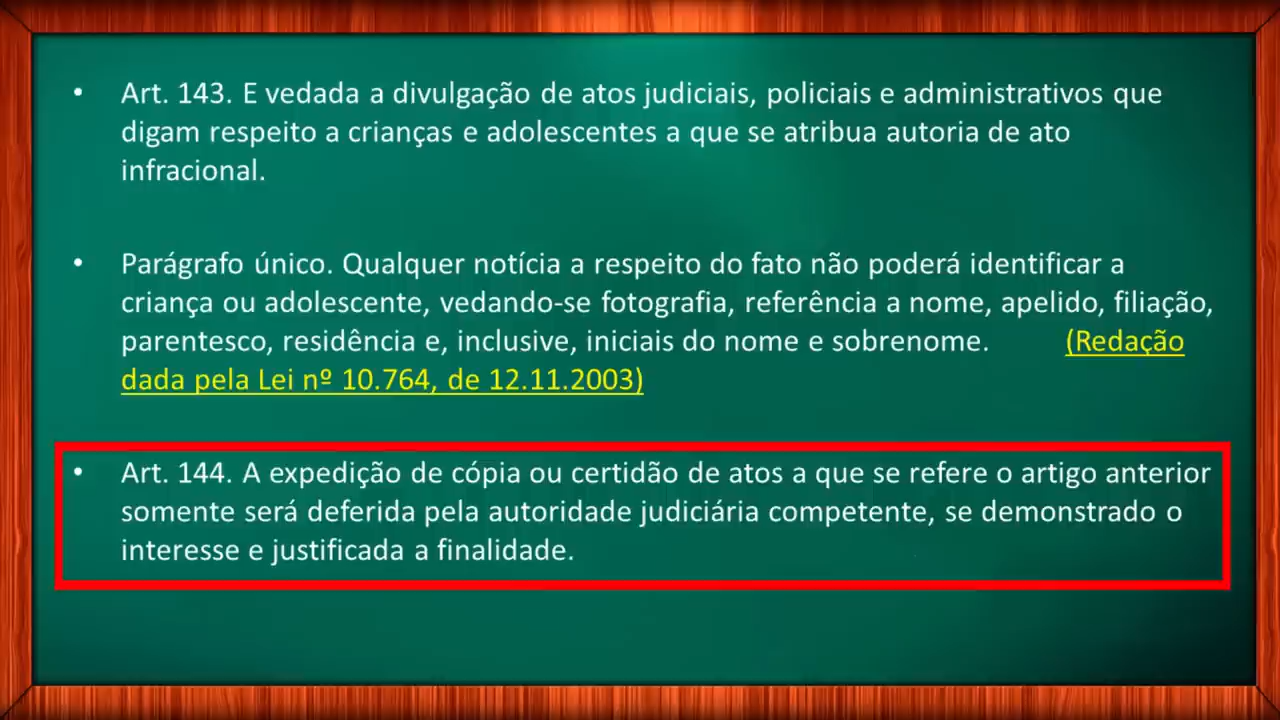 • Art. 143. E vedada a divulgação de atos judiciais, policiais e administrativos que
digam respeito a crianças e adolescentes a que se atribua autoria de ato
infracional.
• Parágrafo único. Qualquer notícia a respeito do fato não poderá identificar a
criança ou adolescente, vedando-se fotografia, referência a nome, apelido, filiação,
parentesco, residência e, inclusive, iniciais do nome e sobrenome. (Redação
dada pela Lei nº 10.764, de 12.11.2003)
• Art. 144. A expedição de cópia ou certidão de atos a que se refere o artigo anterior
somente será deferida pela autoridade judiciária competente, se demonstrado o
interesse e justificada a finalidade.